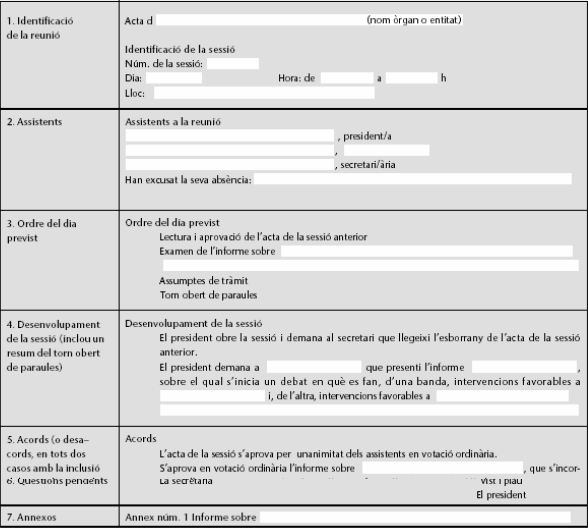 1. Identificació
de la reunió
Acta d (nom òrgan o entitat)
Identificació de la sessió
Núm. de la sessió:
Dia: Hora: de a h
Lloc:
2. Assistents
Assistents a la reunió
, president/a
,
, secretari/ària
Han excusat la seva absència:
3. Ordre del dia
previst
Ordre del dia previst
Lectura i aprovació de l'acta de la sessió anterior
Examen de l'informe sobre
Assumptes de tràmit
Torn obert de paraules
4. Desenvolupament
de la sessió (inclou un
resum del torn obert
de paraules)
Desenvolupament de la sessió
El president obre la sessió i demana al secretari que llegeixi l'esborrany de l'acta de la sessió
anterior.
El president demana a que presenti l'informe ,
sobre el qual s'inicia un debat en què es fan, d'una banda, intervencions favorables a
i, de l'altra, intervencions favorables a
5. Acords (o desa–
cords, en tots dos
casos amb la inclusió
6. Qüestions pendents
Acords
L'acta de la sessió s'aprova per unanimitat dels assistents en votació ordinària.
S'aprova en votació ordinària l'informe sobre , que s'incor-
La secretària Vist i plau
El president
7. Annexos
Annex núm. 1 Informe sobre